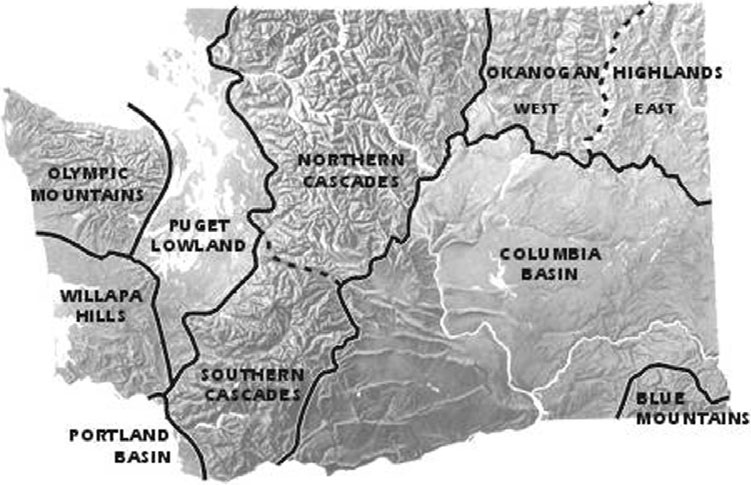 OKANOGAN HIGHLANDS
WEST EAST
NORTHERN
CASCADES
OLYMPIC
MOUNTAINS
PUGET
LOWLAND
COLUMBIA
BASIN
WILLAPA
HILLS
SOUTHERN
CASCADES
BLUE
MOUNTAINS
PORTLAND
BASIN